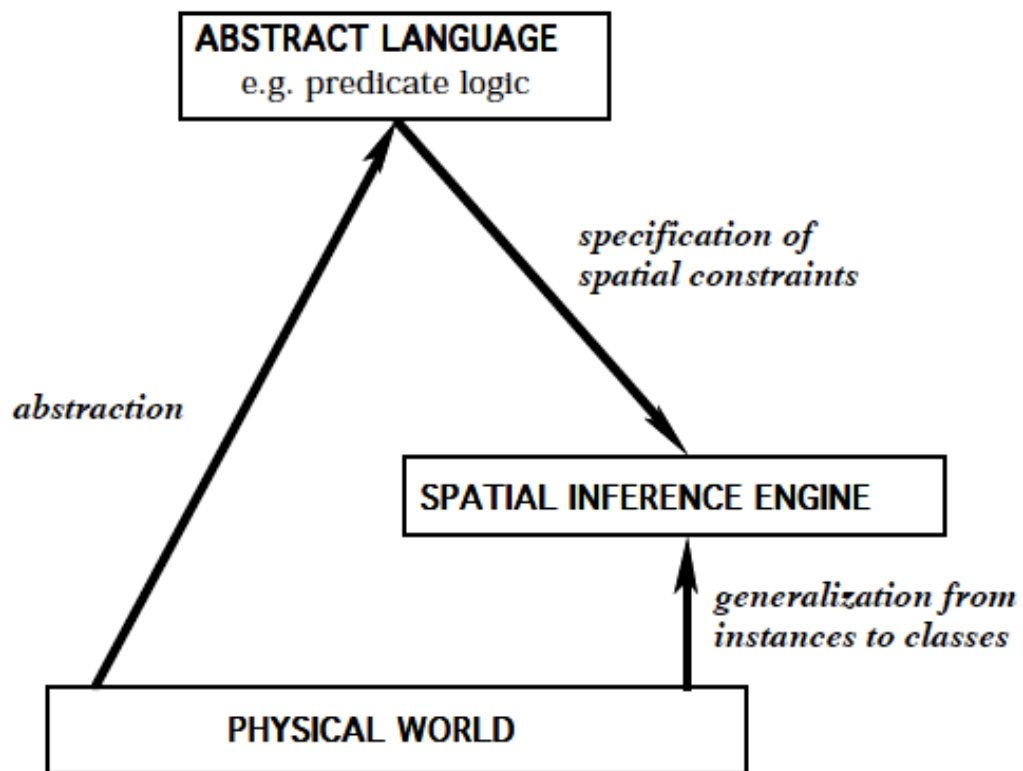 ABSTRACT LANGUAGE
e.g. predicate logic
specification of
spatial constraints
abstraction
SPATIAL INFERENCE ENGINE
generalization from
instances to classes
PHYSICAL WORLD